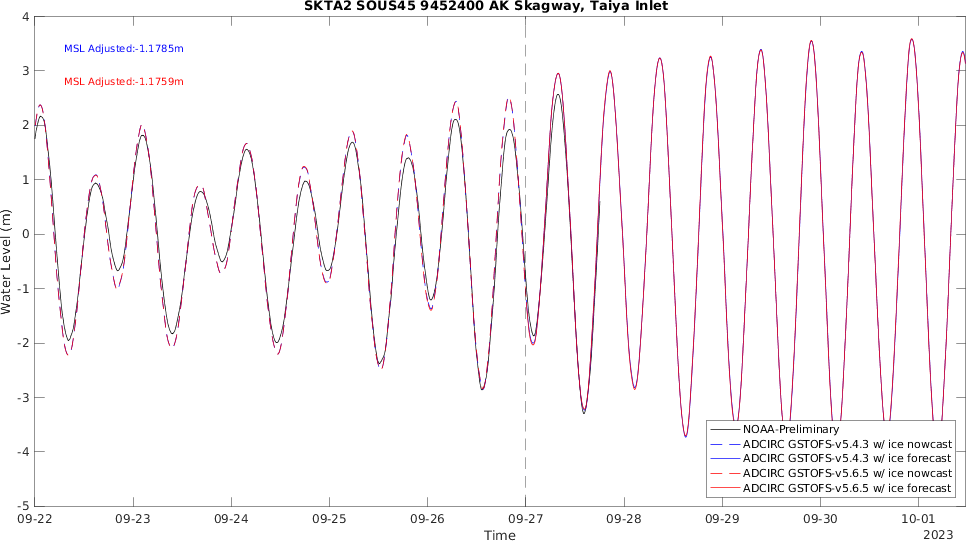 SKTA2 SOUS45 9452400 AK Skagway, Taiya Inlet
MSL Adjusted:-1.1785m
MSL Adjusted:-1.1759m
Water Level (m)
4
3
2
1
0
-1
-2
-3
-4
-5
NOAA-Preliminary
ADCIRC GSTOFS-v5.4.3 w/ ice nowcast
ADCIRC GSTOFS-v5.4.3 w/ ice forecast
ADCIRC GSTOFS-v5.6.5 w/ ice nowcast
ADCIRC GSTOFS-v5.6.5 w/ ice forecast
09-22 09-23 09-24 09-25 09-26 09-27 09-28 09-29 09-30 10-01
Time
2023